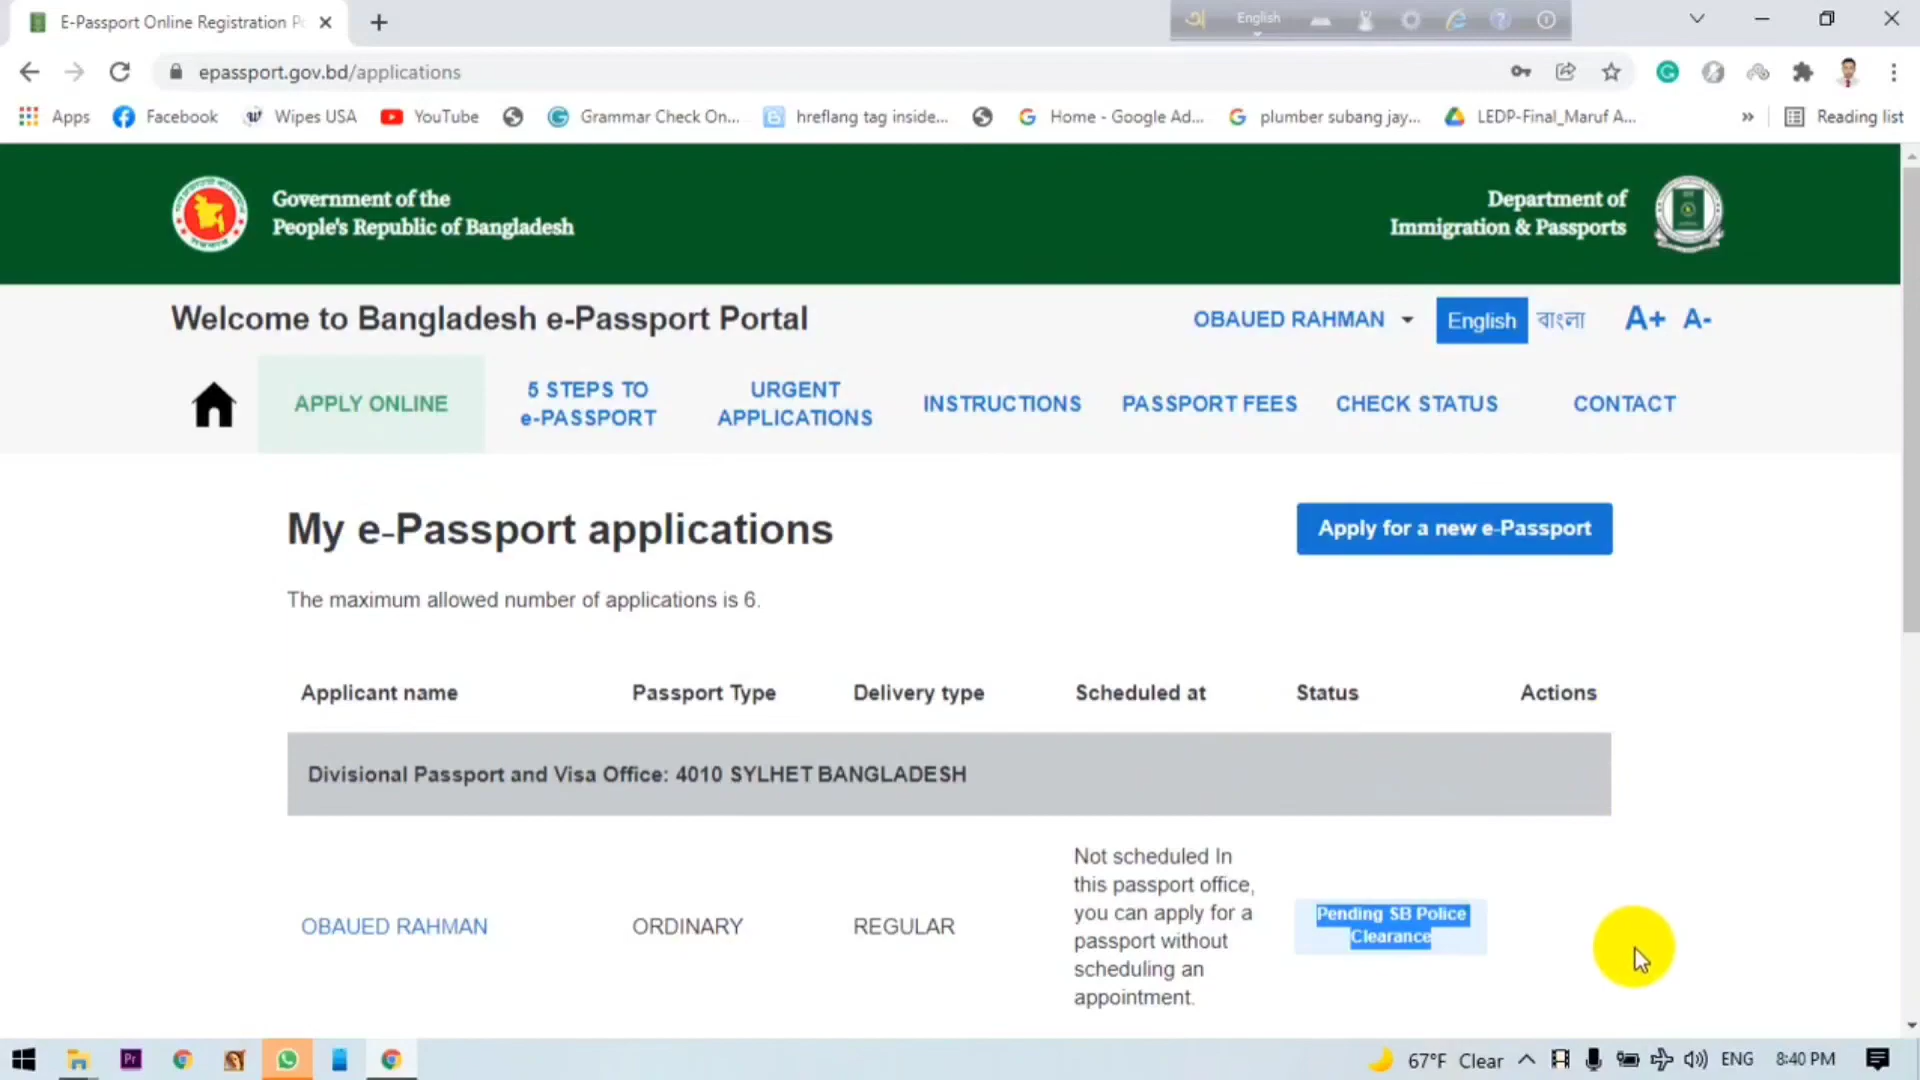 E-Passport Online Registration Po
English
epassport.gov.bd/applications
Apps
Facebook
Wipes USA
YouTube
Grammar Check On...
hreflang tag inside...
Home - Google Ad...
plumber subang jay...
LEDP-Final_Maruf A...
»
Reading list
Government of the
People's Republic of Bangladesh
Department of
Immigration & Passports
Welcome to Bangladesh e-Passport Portal
OBAUED RAHMAN
English
বাংলা
A+
A-
APPLY ONLINE
5 STEPS TO
e-PASSPORT
URGENT
APPLICATIONS
INSTRUCTIONS
PASSPORT FEES
CHECK STATUS
CONTACT
My e-Passport applications
Apply for a new e-Passport
The maximum allowed number of applications is 6.
Applicant name
Passport Type
Delivery type
Scheduled at
Status
Actions
Divisional Passport and Visa Office: 4010 SYLHET BANGLADESH
OBAUED RAHMAN
ORDINARY
REGULAR
Not scheduled In
this passport office,
you can apply for a
passport without
scheduling an
appointment.
Pending SB Police
Clearance
Pr
67°F Clear
ENG
8:40 PM